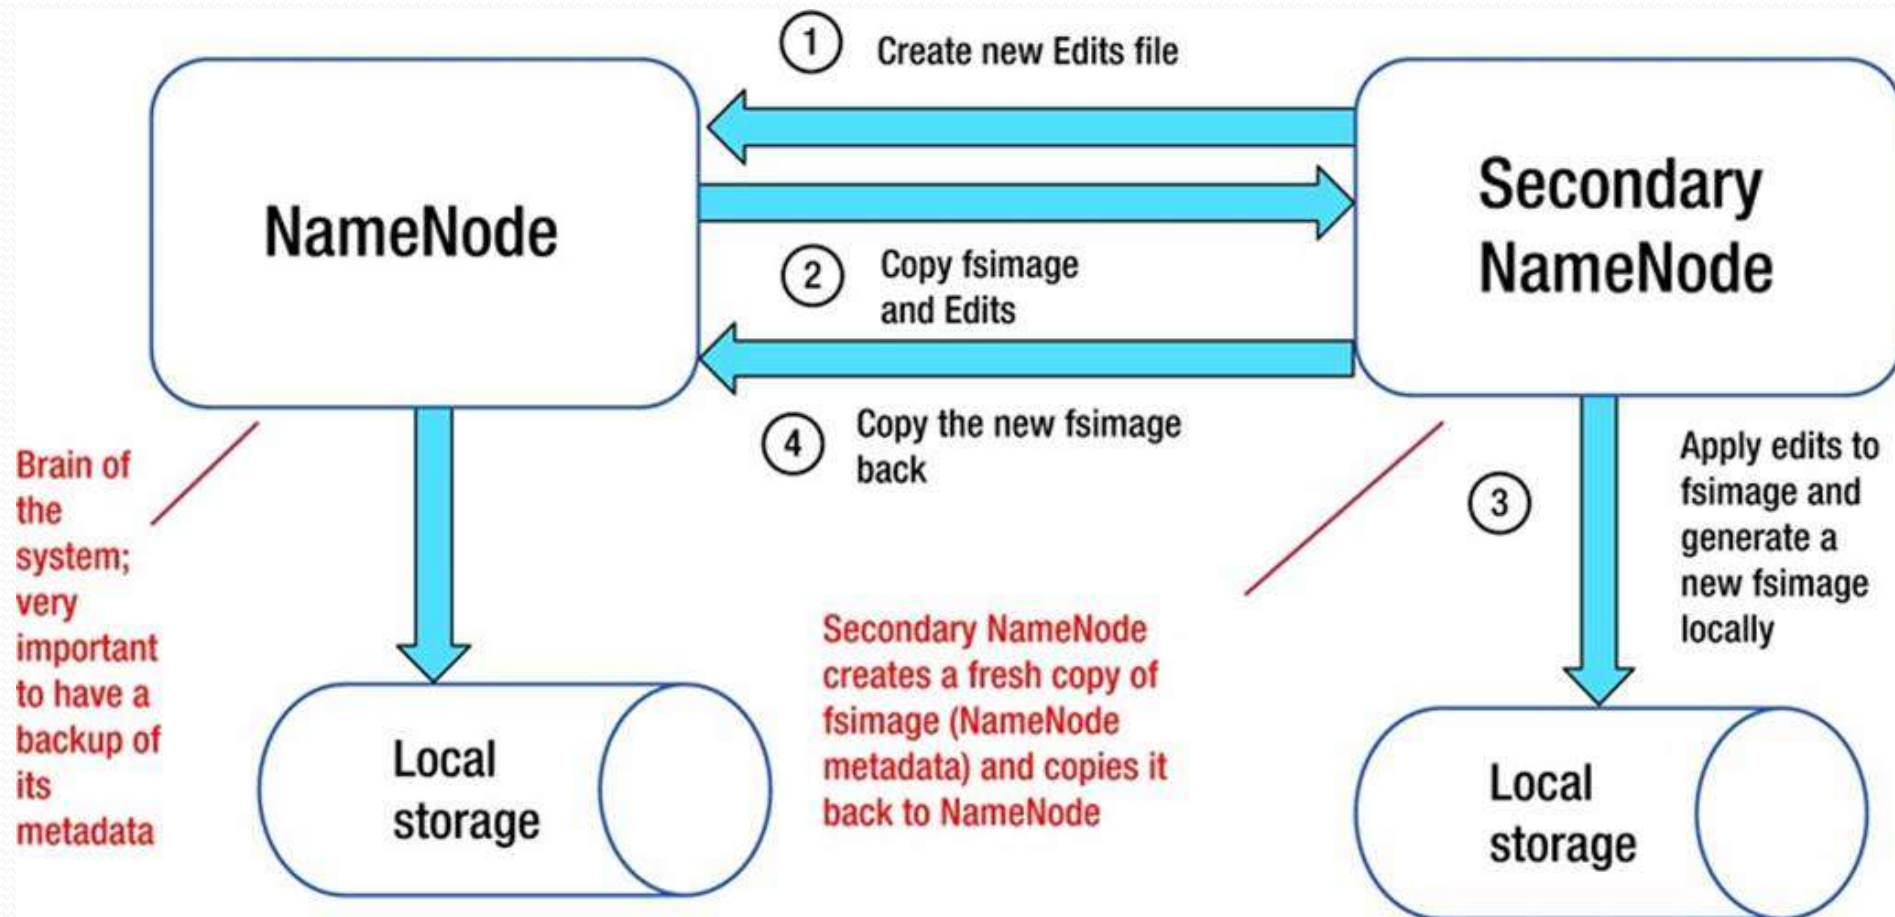 1
Create new Edits file
NameNode
Secondary
NameNode
2
Copy fsimage
and Edits
4
Copy the new fsimage
back
3
Apply edits to
fsimage and
generate a
new fsimage
locally
Brain of
the
system;
very
important
to have a
backup of
its
metadata
Secondary NameNode
creates a fresh copy of
fsimage (NameNode
metadata) and copies it
back to NameNode
Local
storage
Local
storage